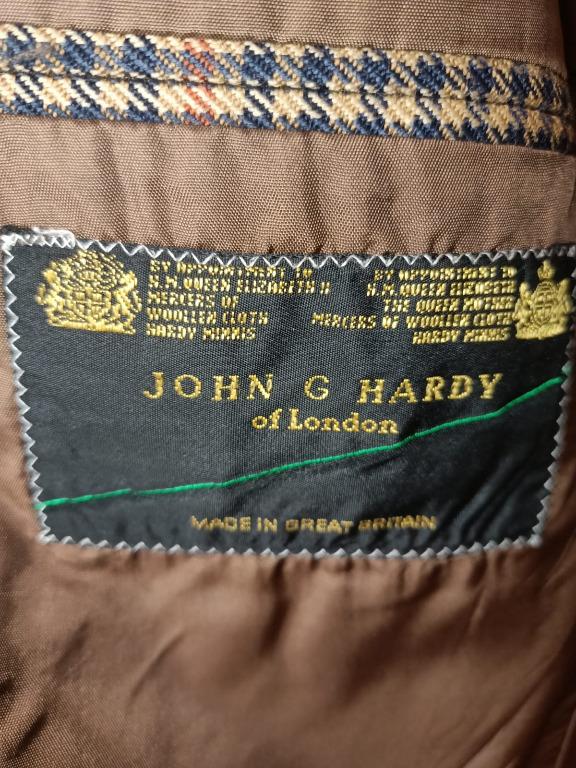 BY APPOINTMENT TO
H.M. QUEEN ELIZABETH II
MERCERS OF
WOOLLEN CLOTH
HARDY MINNIS
BY APPOINTMENT TO
H.M. QUEEN ELIZABETH
THE QUEEN MOTHER
MERCERS OF WOOLLEN CLOTH
HARDY MINNIS
JOHN G HARDY
of London
MADE IN GREAT BRITAIN